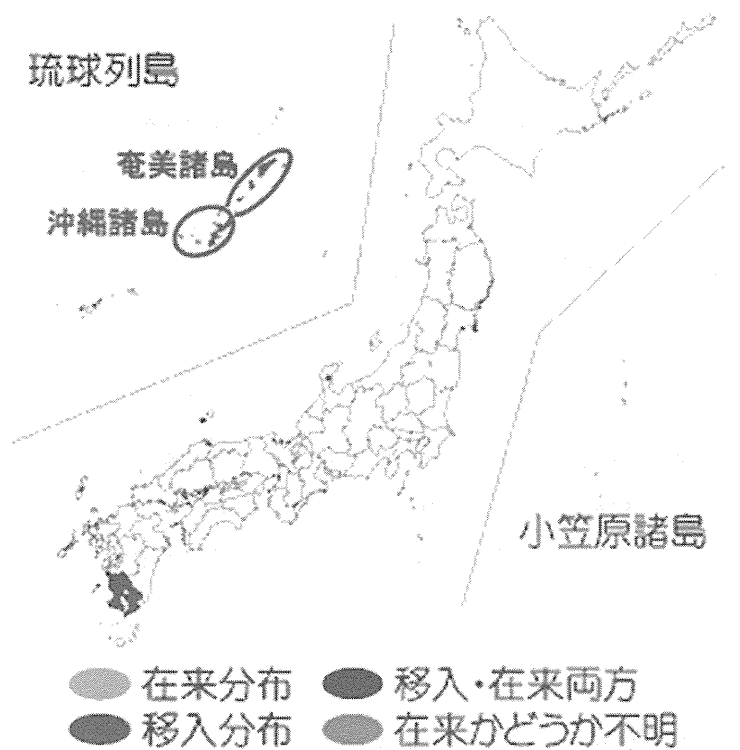 琉球列島
奄美諸島
沖縄諸島
小笠原諸島
在来分布
移入・在来両方
移入分布
在来かどうか不明